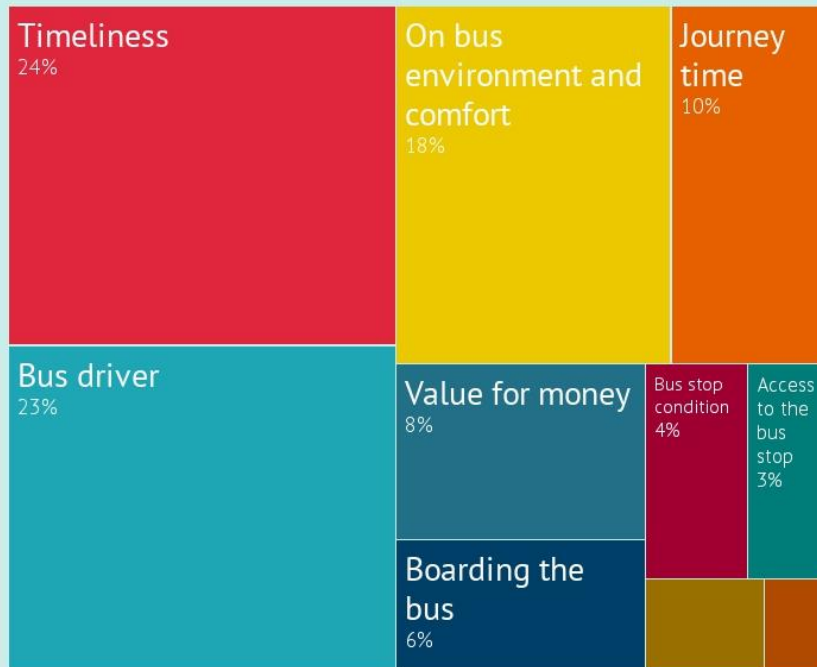 Timeliness
24%
On bus
environment and
comfort
18%
Journey
time
10%
Bus driver
23%
Value for money
8%
Bus stop
condition
4%
Access
to the
bus
stop
3%
Boarding the
bus
6%